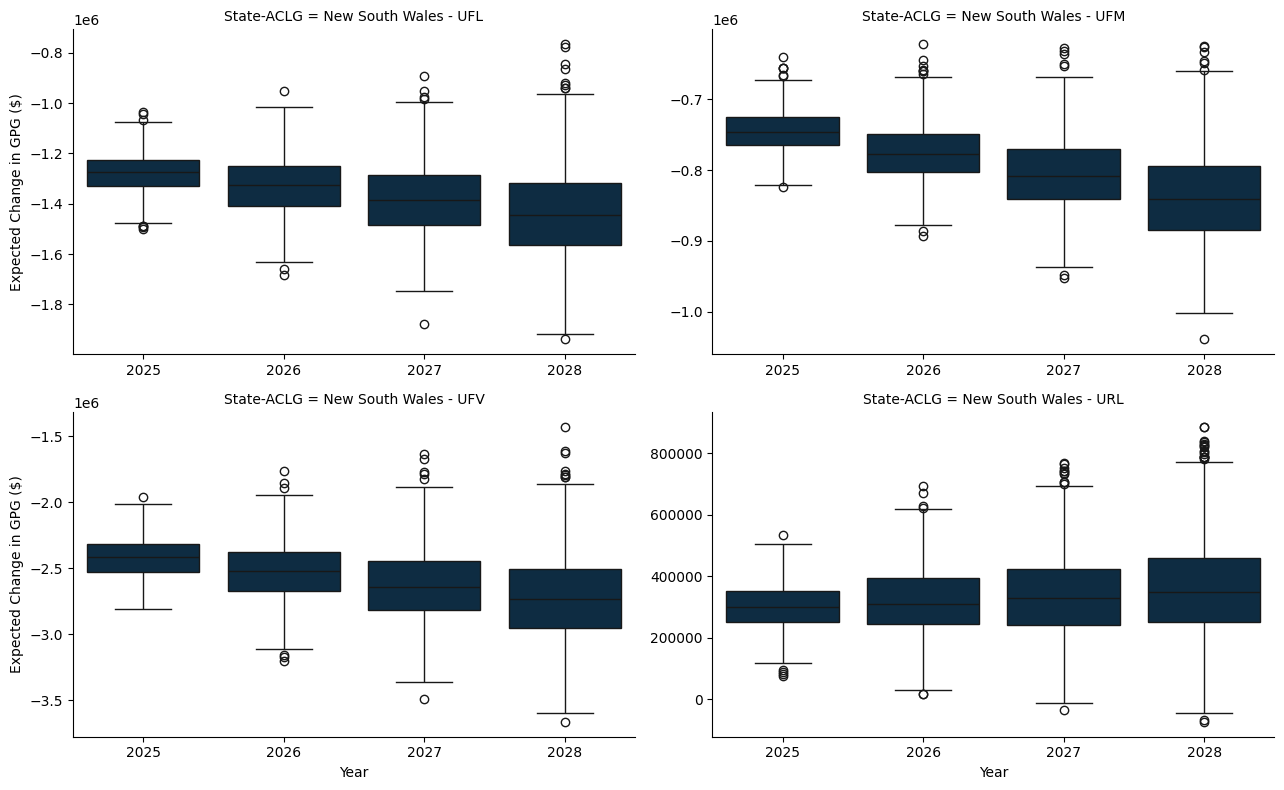 State-ACLG = New South Wales - UFL
1e6
−0.8
−1.0
−1.2
−1.4
−1.6
−1.8
Expected Change in GPG ($)
2025 2026 2027 2028
State-ACLG = New South Wales - UFM
1e6
−0.7
−0.8
−0.9
−1.0
2025 2026 2027 2028
State-ACLG = New South Wales - UFV
1e6
−1.5
−2.0
−2.5
−3.0
−3.5
Expected Change in GPG ($)
2025 2026 2027 2028
Year
State-ACLG = New South Wales - URL
800000
600000
400000
200000
0
2025 2026 2027 2028
Year